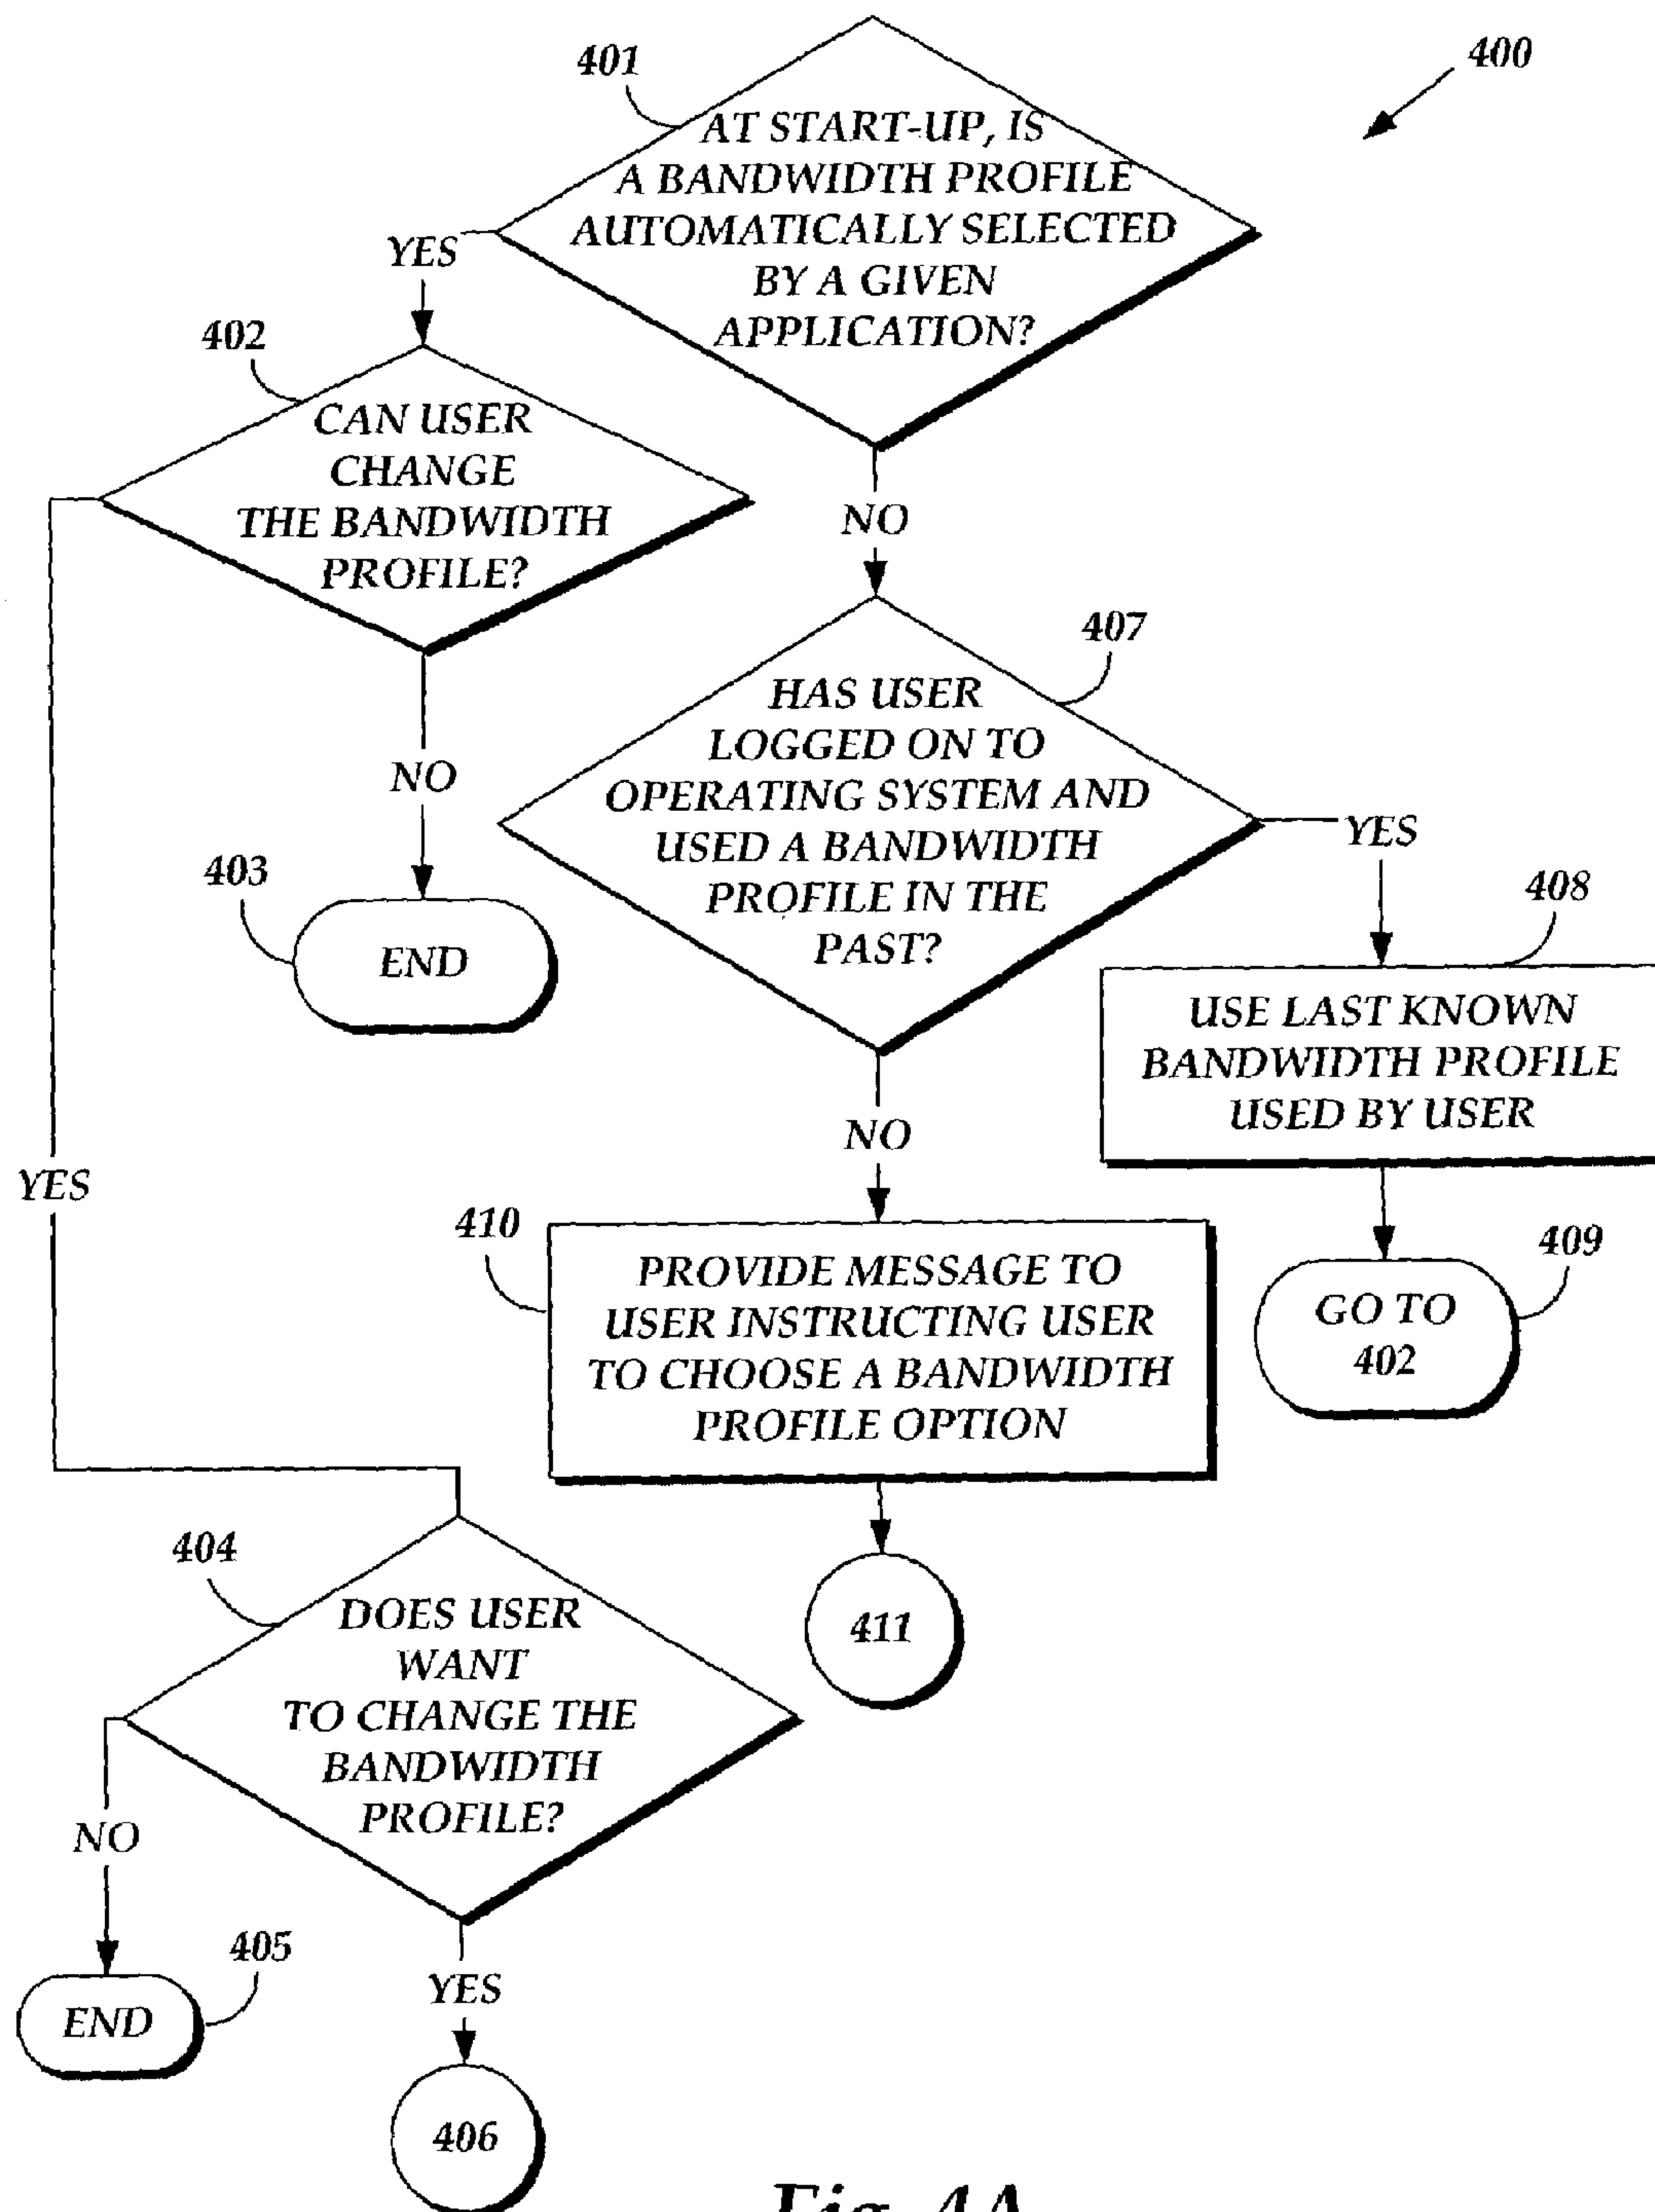 400
401
AT START-UP, IS
A BANDWIDTH PROFILE
AUTOMATICALLY SELECTED
BY A GIVEN
APPLICATION?
YES
NO
402
CAN USER
CHANGE
THE BANDWIDTH
PROFILE?
NO
YES
403
END
407
HAS USER
LOGGED ON TO
OPERATING SYSTEM AND
USED A BANDWIDTH
PROFILE IN THE
PAST?
YES
NO
408
USE LAST KNOWN
BANDWIDTH PROFILE
USED BY USER
409
GO TO
402
410
PROVIDE MESSAGE TO
USER INSTRUCTING USER
TO CHOOSE A BANDWIDTH
PROFILE OPTION
411
404
DOES USER
WANT
TO CHANGE THE
BANDWIDTH
PROFILE?
NO
YES
405
END
406
Fig. 4A